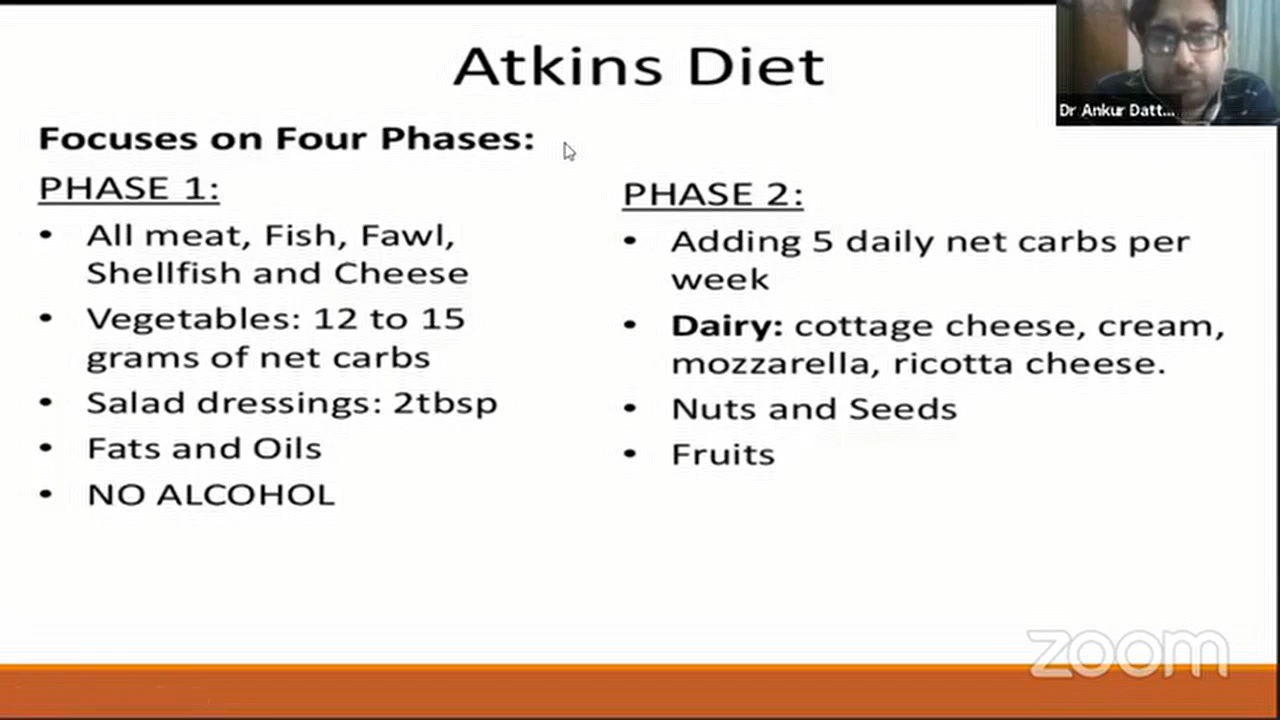 Atkins Diet
Dr Ankur Datt...
Focuses on Four Phases:
PHASE 1:
• All meat, Fish, Fawl,
Shellfish and Cheese
• Vegetables: 12 to 15
grams of net carbs
• Salad dressings: 2tbsp
• Fats and Oils
• NO ALCOHOL
PHASE 2:
• Adding 5 daily net carbs per
week
• Dairy: cottage cheese, cream,
mozzarella, ricotta cheese.
• Nuts and Seeds
• Fruits
zoom